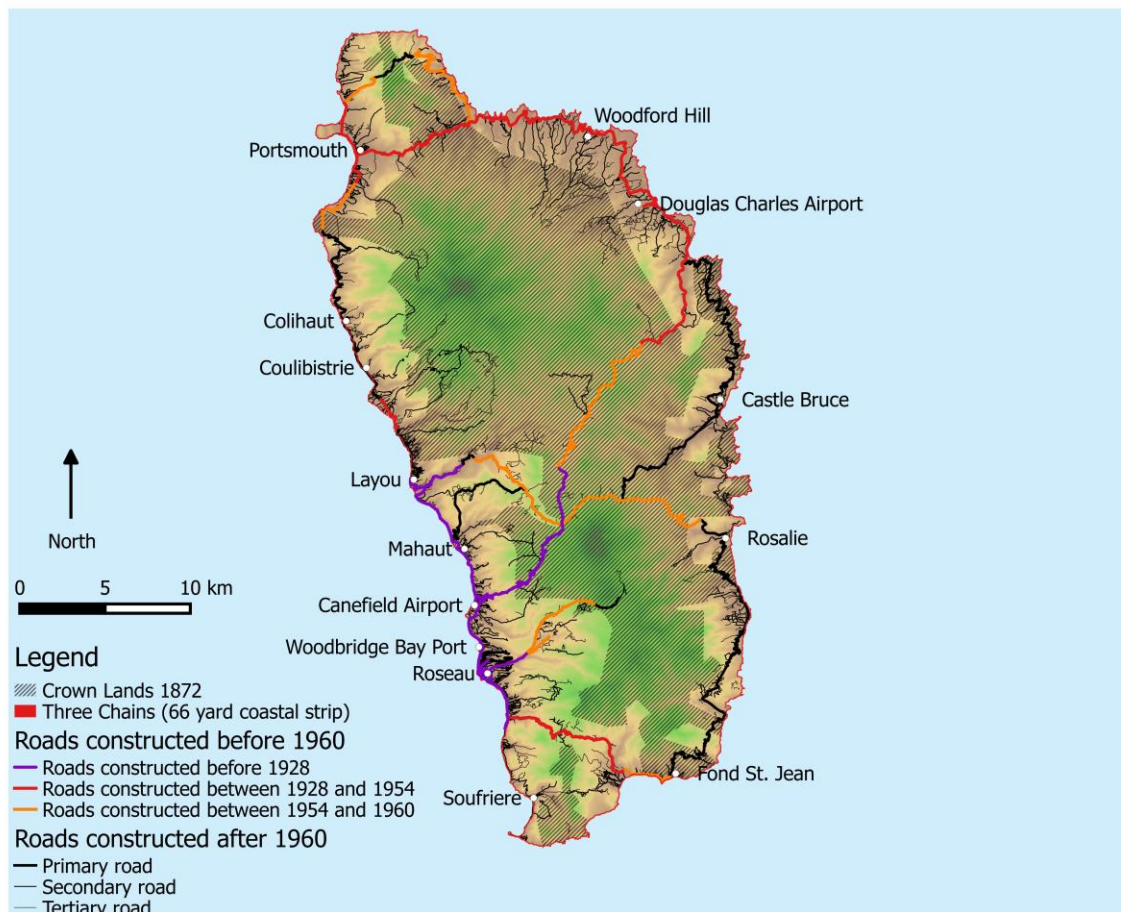 Woodford Hill
Portsmouth
Douglas Charles Airport
Colihaut
Coulibistrie
Castle Bruce
Layou
North
Mahaut
Rosalie
0 5 10 km
Canefield Airport
Woodbridge Bay Port
Roseau
Fond St. Jean
Soufriere
Legend
Crown Lands 1872
Three Chains (66 yard coastal strip)
Roads constructed before 1960
Roads constructed before 1928
Roads constructed between 1928 and 1954
Roads constructed between 1954 and 1960
Roads constructed after 1960
Primary road
Secondary road
Tertiary road